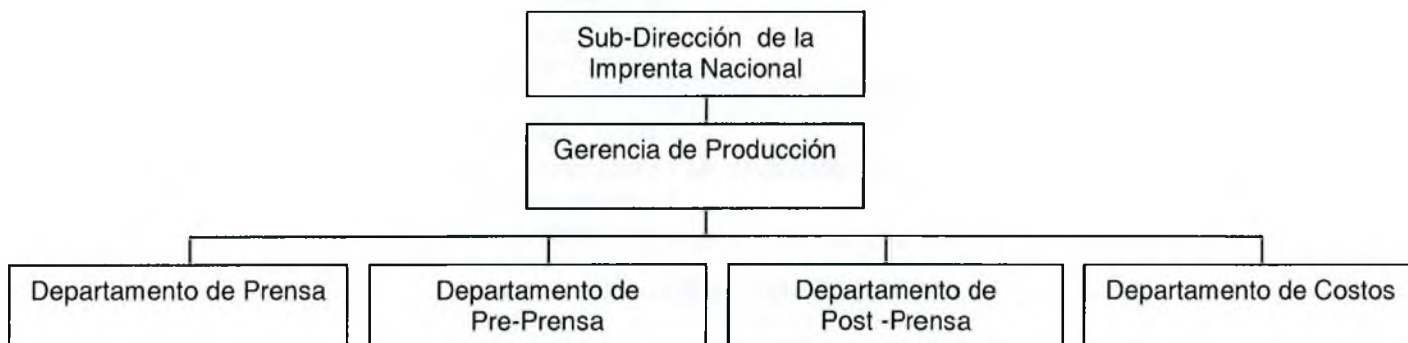 Sub-Dirección de la
Imprenta Nacional
Gerencia de Producción
Departamento de Prensa
Departamento de
Pre-Prensa
Departamento de
Post -Prensa
Departamento de Costos